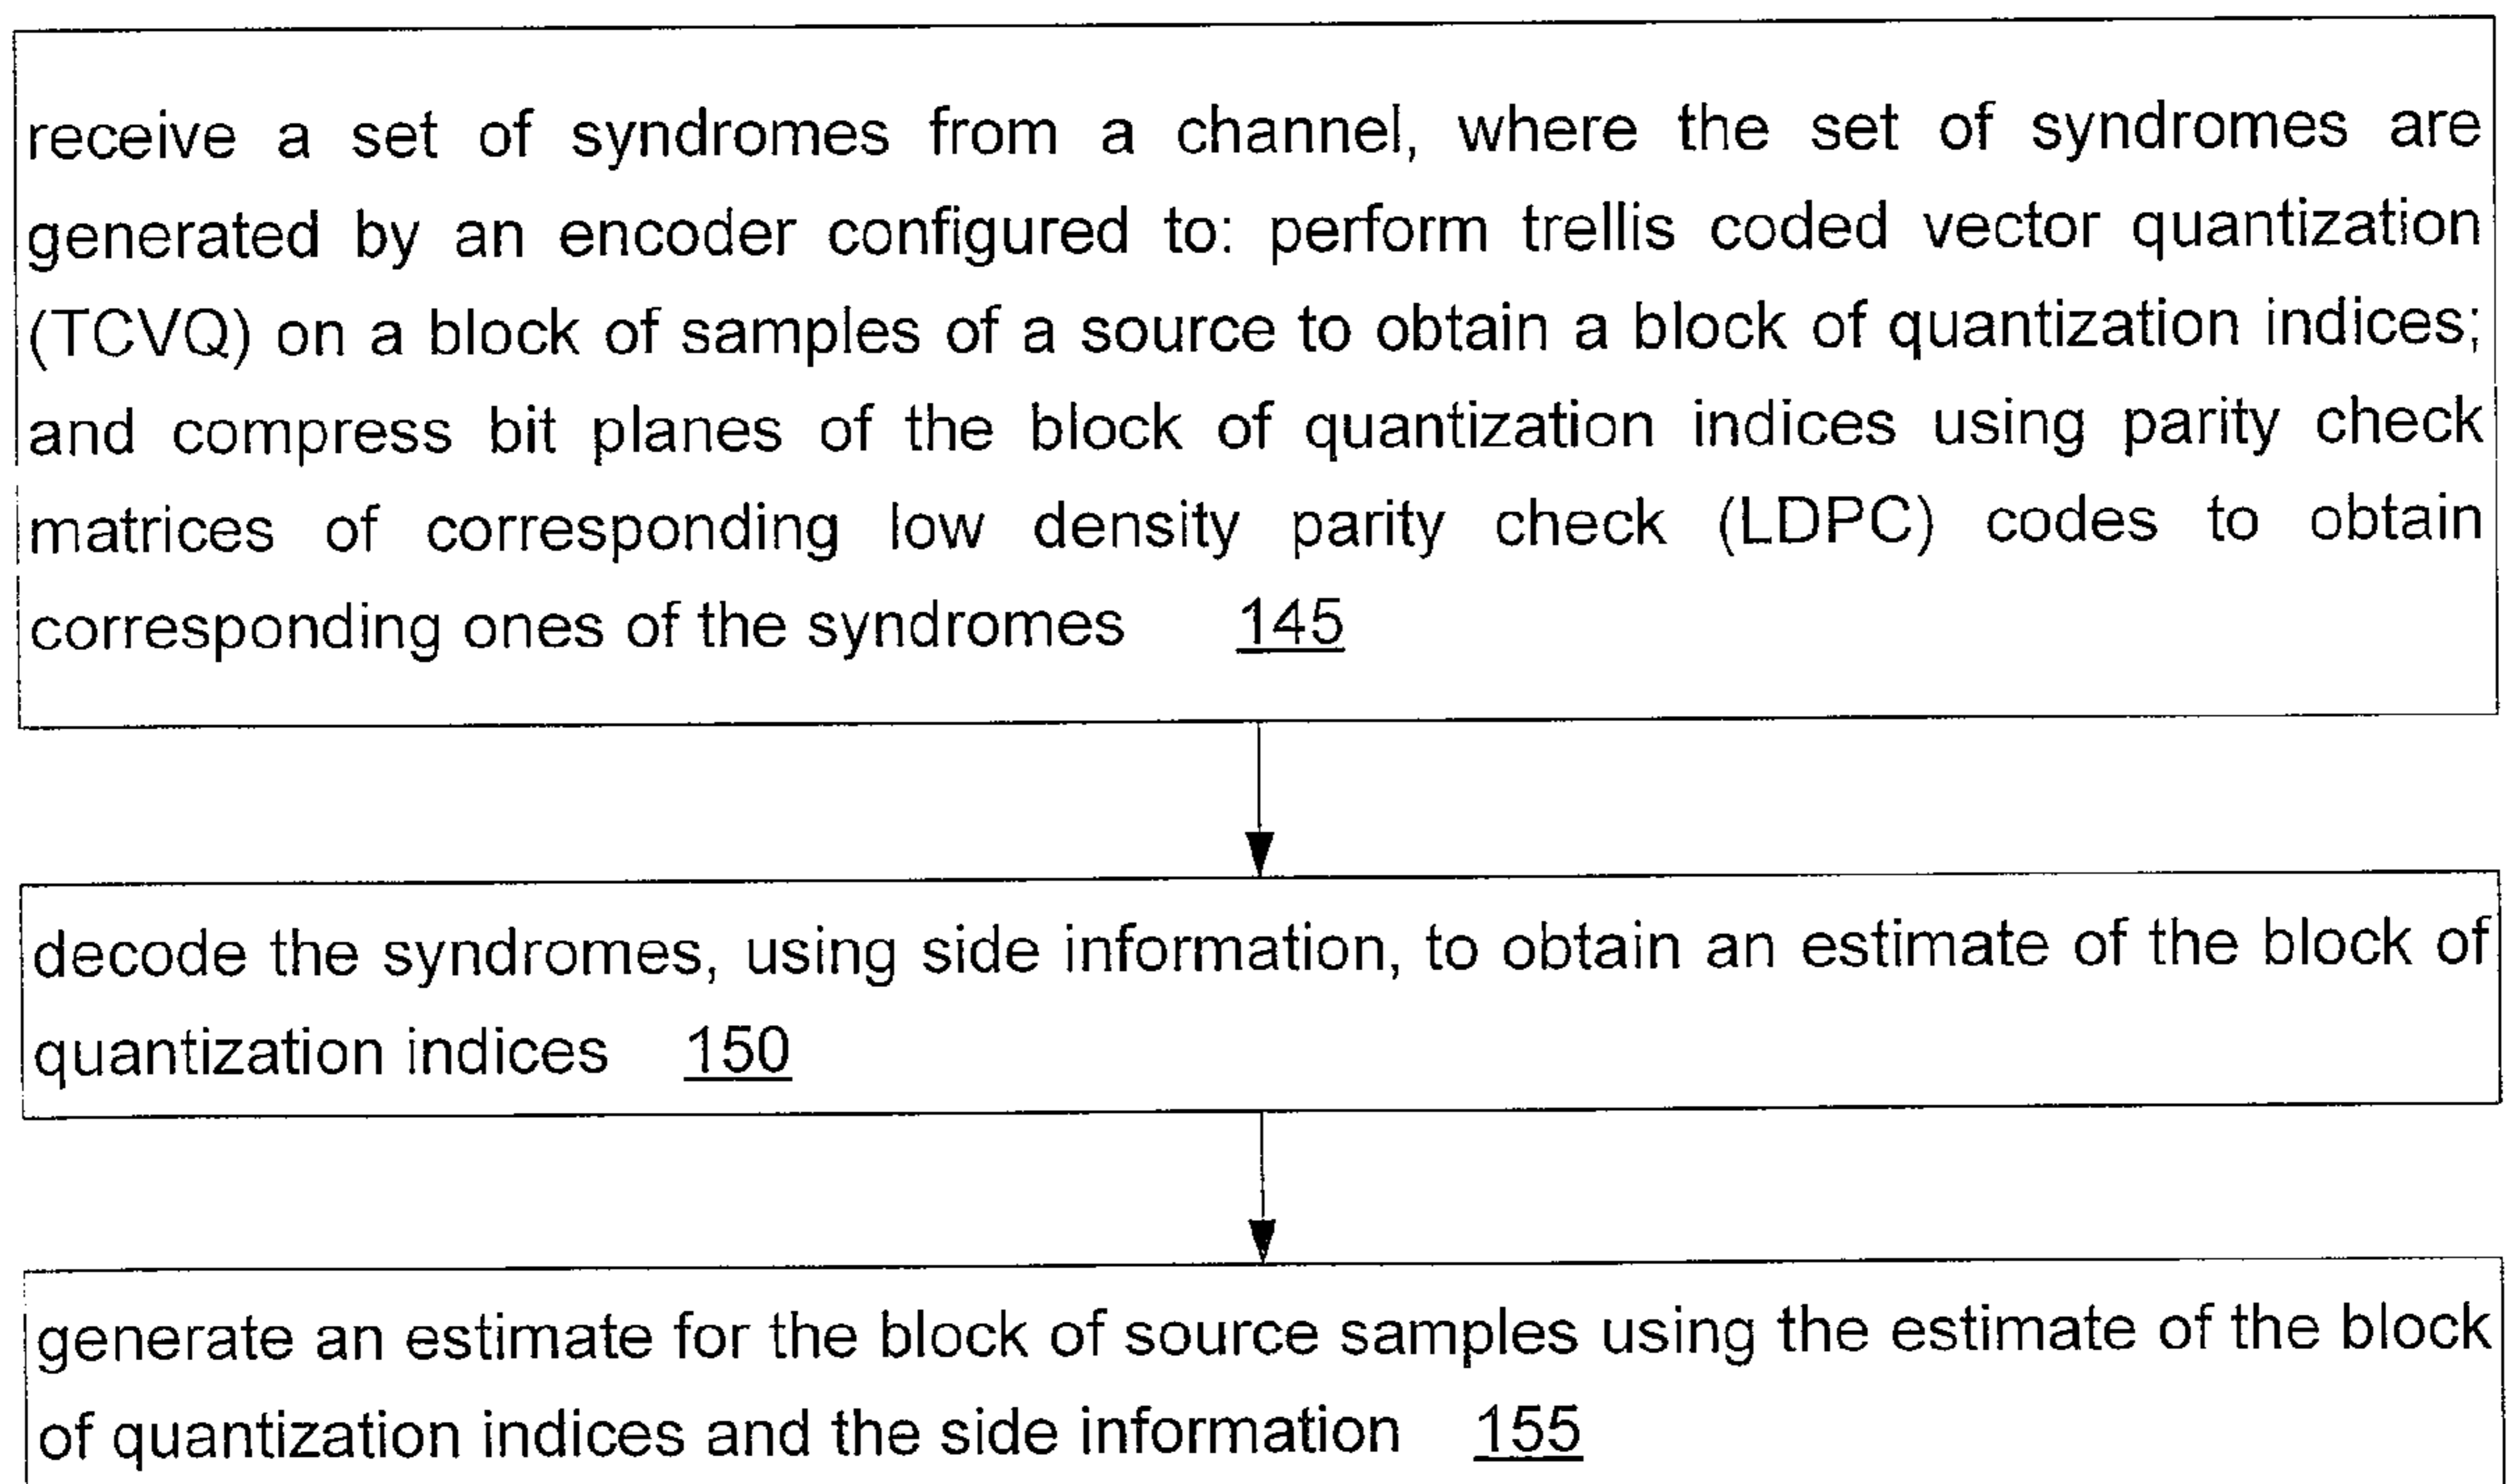 receive a set of syndromes from a channel, where the set of syndromes are
generated by an encoder configured to: perform trellis coded vector quantization
(TCVQ) on a block of samples of a source to obtain a block of quantization indices;
and compress bit planes of the block of quantization indices using parity check
matrices of corresponding low density parity check (LDPC) codes to obtain
corresponding ones of the syndromes 145
decode the syndromes, using side information, to obtain an estimate of the block of
quantization indices 150
generate an estimate for the block of source samples using the estimate of the block
of quantization indices and the side information 155